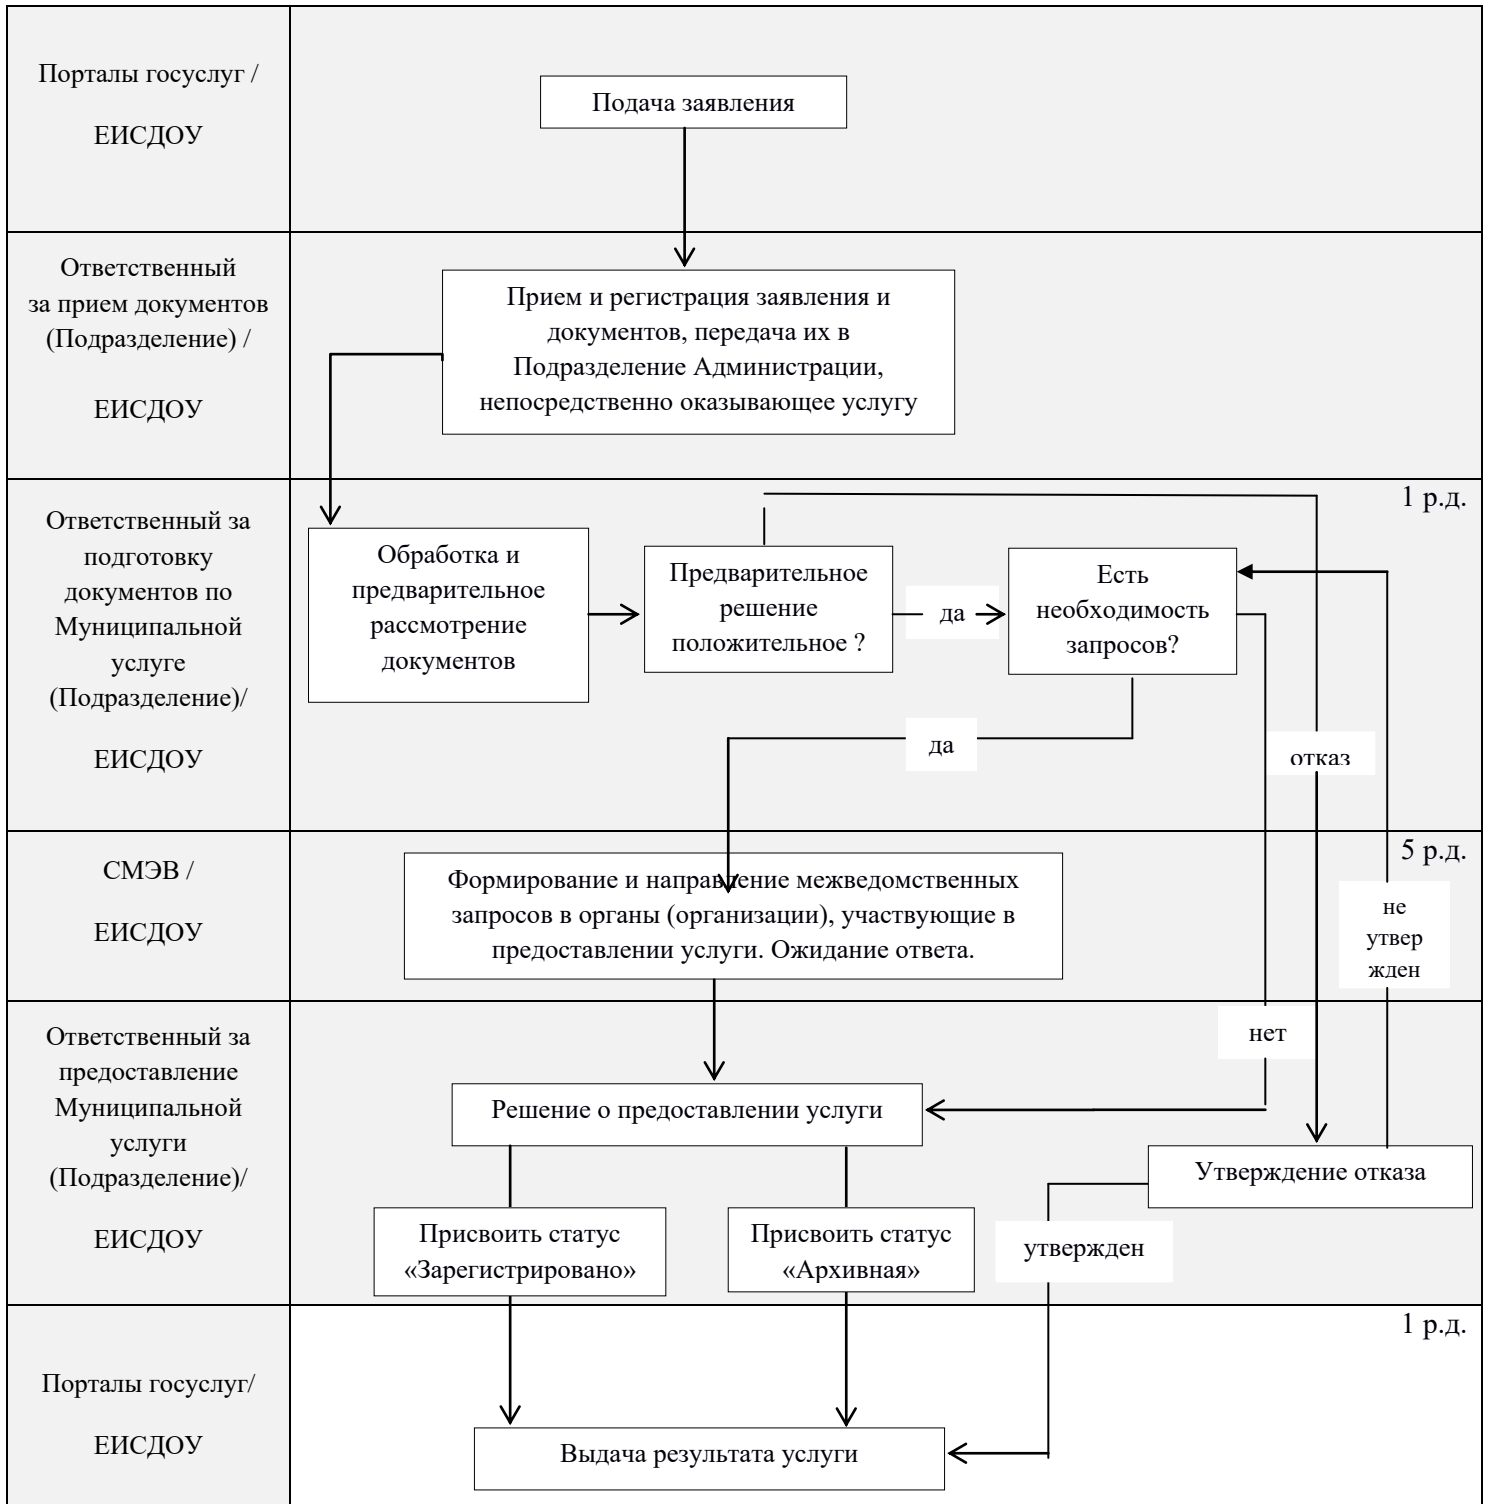 Порталы госуслуг /
ЕИСДОУ
Подача заявления
Ответственный
за прием документов
(Подразделение) /
ЕИСДОУ
Прием и регистрация заявления и
документов, передача их в
Подразделение Администрации,
непосредственно оказывающее услугу
Ответственный за
подготовку
документов по
Муниципальной
услуге
(Подразделение)/
ЕИСДОУ
1 р.д.
Обработка и
предварительное
рассмотрение
документов
Предварительное
решение
положительное ?
да
Есть
необходимость
запросов?
да
отказ
СМЭВ /
ЕИСДОУ
5 р.д.
Формирование и направление межведомственных
запросов в органы (организации), участвующие в
предоставлении услуги. Ожидание ответа.
не
утвер
жден
Ответственный за
предоставление
Муниципальной
услуги
(Подразделение)/
ЕИСДОУ
нет
Решение о предоставлении услуги
Утверждение отказа
Присвоить статус
«Зарегистрировано»
Присвоить статус
«Архивная»
утвержден
1 р.д.
Порталы госуслуг/
ЕИСДОУ
Выдача результата услуги